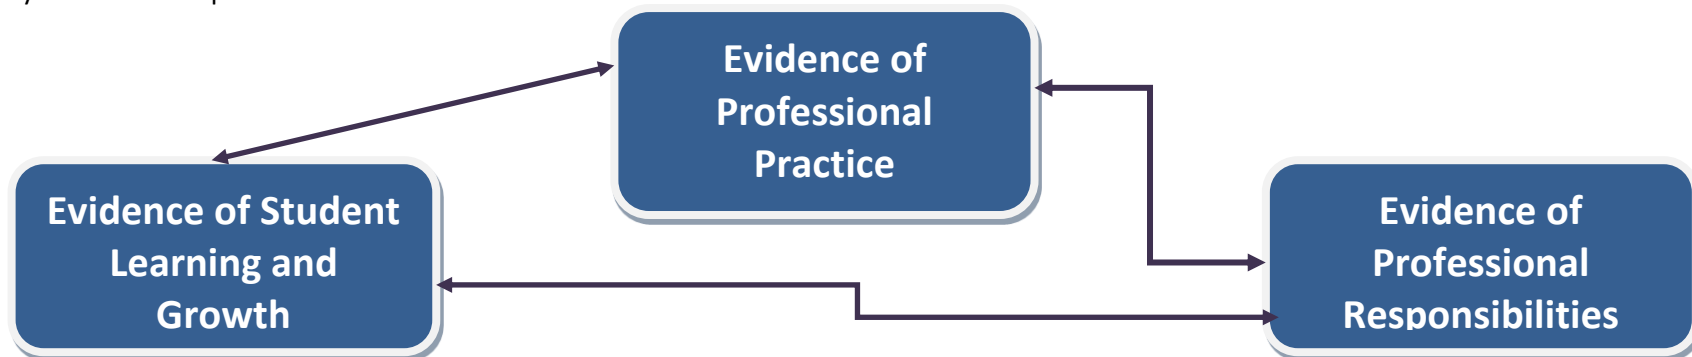 Evidence of
Professional
Practice
Evidence of Student
Learning and
Growth
Evidence of
Professional
Responsibilities